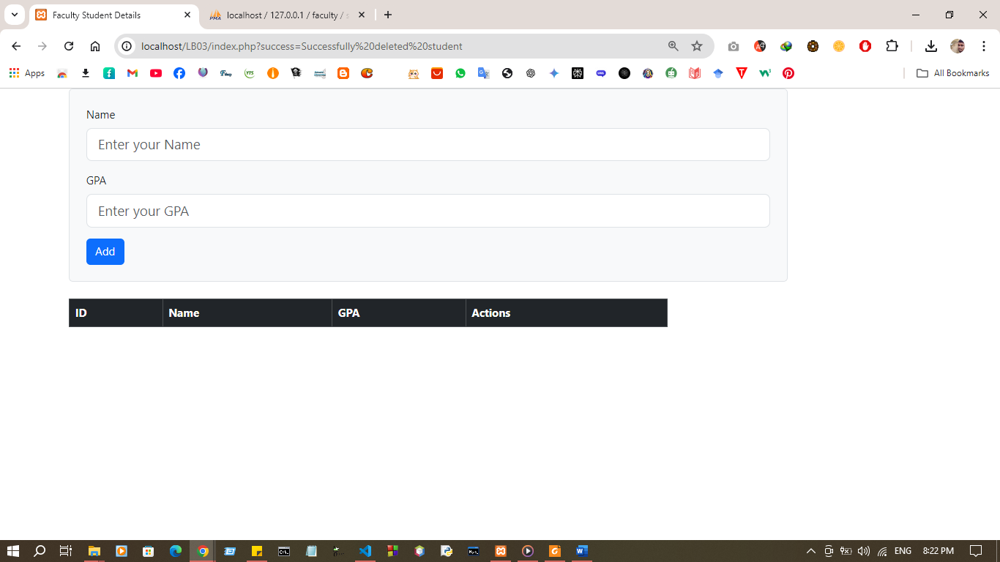 Faculty Student Details
localhost / 127.0.0.1 / faculty / s
localhost/LB03/index.php?success=Successfully%20deleted%20student
Apps
All Bookmarks
Name
Enter your Name
GPA
Enter your GPA
Add
ID Name GPA Actions
ENG 8:22 PM